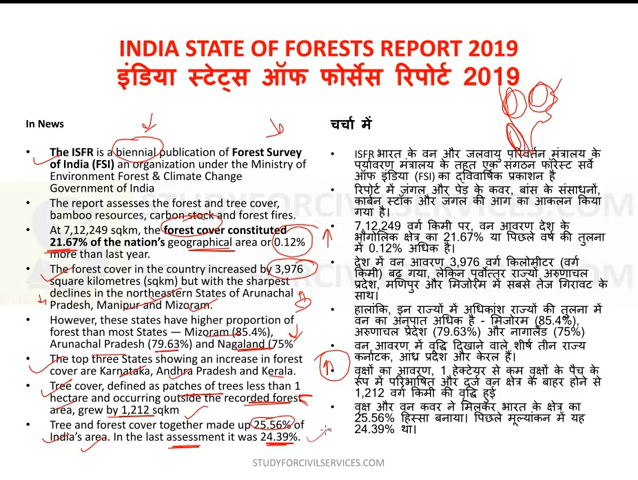 INDIA STATE OF FORESTS REPORT 2019
इंडिया स्टेट्स ऑफ फोर्सेस रिपोर्ट 2019
In News
• The ISFR is a biennial publication of Forest Survey
of India (FSI) an organization under the Ministry of
Environment Forest & Climate Change
Government of India
• The report assesses the forest and tree cover,
bamboo resources, carbon stock and forest fires.
• At 7,12,249 sqkm, the forest cover constituted
21.67% of the nation's geographical area or 0.12%
more than last year.
• The forest cover in the country increased by 3,976
square kilometres (sqkm) but with the sharpest
declines in the northeastern States of Arunachal
Pradesh, Manipur and Mizoram.
• However, these states have higher proportion of
forest than most States — Mizoram (85.4%),
Arunachal Pradesh (79.63%) and Nagaland (75%
• The top three States showing an increase in forest
cover are Karnataka, Andhra Pradesh and Kerala.
• Tree cover, defined as patches of trees less than 1
hectare and occurring outside the recorded forest
area, grew by 1,212 sqkm
• Tree and forest cover together made up 25.56% of
India's area. In the last assessment it was 24.39%.
चर्चा में
• ISFR भारत के वन और जलवायु परिवर्तन मंत्रालय के
पर्यावरण मंत्रालय के तहत एक संगठन फॉरेस्ट सर्वे
ऑफ इंडिया (FSI) का द्विवार्षिक प्रकाशन है
• रिपोर्ट में जंगल और पेड़ के कवर, बांस के संसाधनों,
कार्बन स्टॉक और जंगल की आग का आकलन किया
गया है।
• 7,12,249 वर्ग किमी पर, वन आवरण देश के
भौगोलिक क्षेत्र का 21.67% या पिछले वर्ष की तुलना
में 0.12% अधिक है।
• देश में वन आवरण 3,976 वर्ग किलोमीटर (वर्ग
किमी) बढ़ गया, लेकिन पूर्वोत्तर राज्यों अरुणाचल
प्रदेश, मणिपुर और मिजोरम में सबसे तेज गिरावट के
साथ।
• हालांकि, इन राज्यों में अधिकांश राज्यों की तुलना में
वन का अनुपात अधिक है - मिजोरम (85.4%),
अरुणाचल प्रदेश (79.63%) और नागालैंड (75%)
• वन आवरण में वृद्धि दिखाने वाले शीर्ष तीन राज्य
कर्नाटक, आंध्र प्रदेश और केरल हैं।
• वृक्षों का आवरण, 1 हेक्टेयर से कम वृक्षों के पैच के
रूप में परिभाषित और दर्ज वन क्षेत्र के बाहर होने से
1,212 वर्ग किमी की वृद्धि हुई
• वृक्ष और वन कवर ने मिलकर भारत के क्षेत्र का
25.56% हिस्सा बनाया। पिछले मूल्यांकन में यह
24.39% था।
STUDYFORCIVILSERVICES.COM